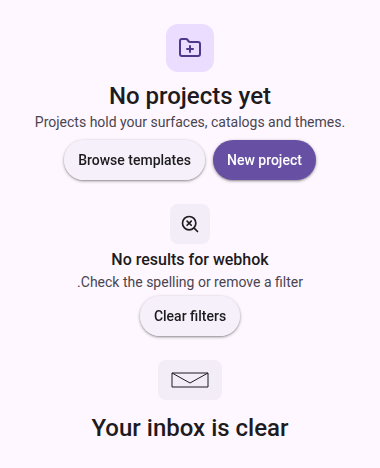 No projects yet
Projects hold your surfaces, catalogs and themes.
Browse templates
New project
No results for webhok
.Check the spelling or remove a filter
Clear filters
Your inbox is clear